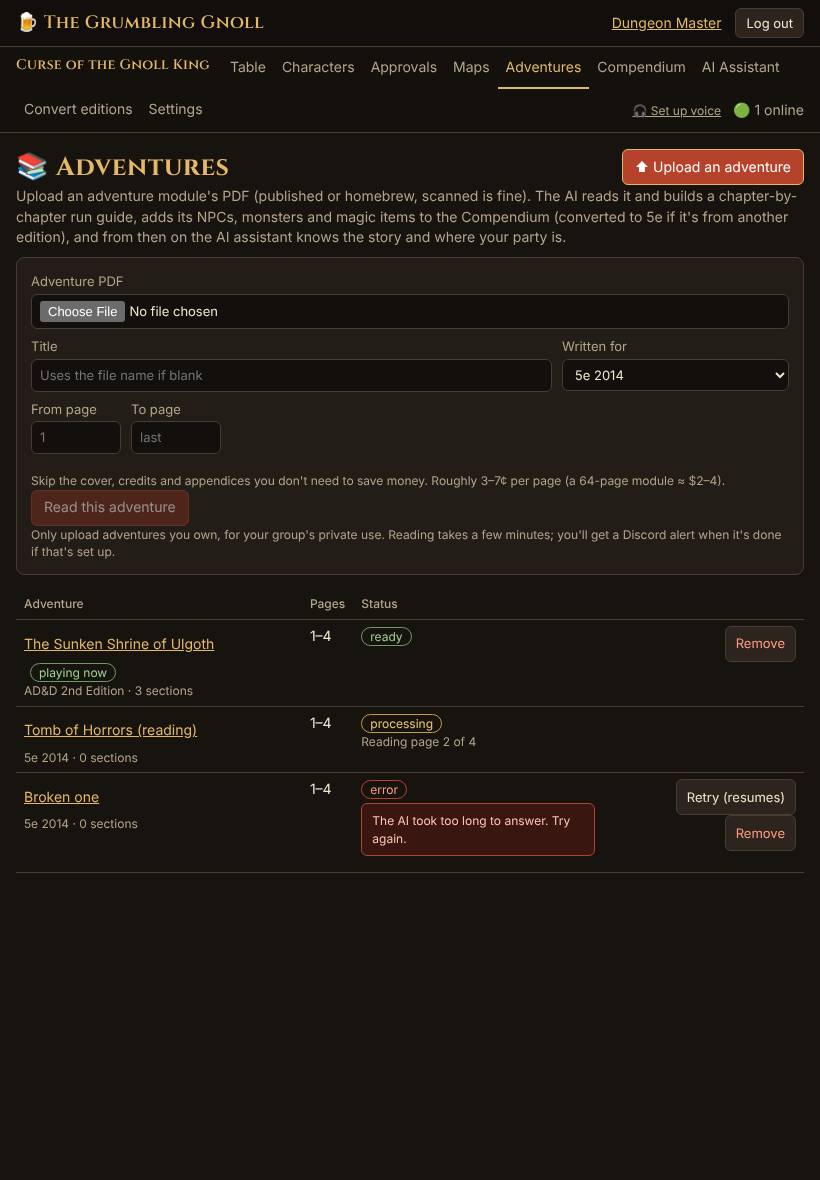 The Grumbling Gnoll
Dungeon Master
Log out
Curse of the Gnoll King
Table
Characters
Approvals
Maps
Adventures
Compendium
AI Assistant
Convert editions
Settings
Set up voice
1 online
Adventures
Upload an adventure
Upload an adventure module's PDF (published or homebrew, scanned is fine). The AI reads it and builds a chapter-by-
chapter run guide, adds its NPCs, monsters and magic items to the Compendium (converted to 5e if it's from another
edition), and from then on the AI assistant knows the story and where your party is.
Adventure PDF
Choose File No file chosen
Title
Written for
Uses the file name if blank
5e 2014
From page
To page
1
last
Skip the cover, credits and appendices you don't need to save money. Roughly 3–7¢ per page (a 64-page module ≈ $2–4).
Read this adventure
Only upload adventures you own, for your group's private use. Reading takes a few minutes; you'll get a Discord alert when it's done
if that's set up.
Adventure
Pages
Status
The Sunken Shrine of Ulgoth
1–4
ready
Remove
playing now
AD&D 2nd Edition · 3 sections
Tomb of Horrors (reading)
1–4
processing
Reading page 2 of 4
5e 2014 · 0 sections
Broken one
1–4
error
Retry (resumes)
5e 2014 · 0 sections
The AI took too long to answer. Try
again.
Remove